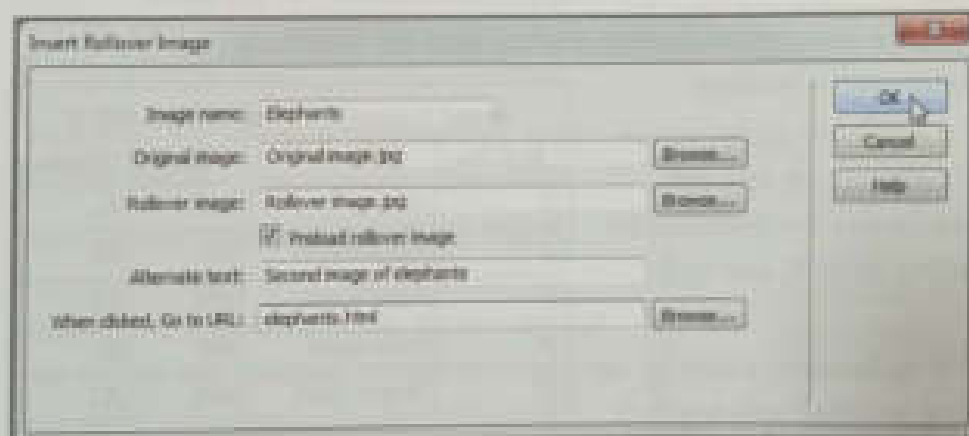 Insert Rollover Image
Image name: Elephants
OK
Original image: Original image.jpg Browse...
Cancel
Rollover image: Rollover image.jpg Browse...
Help
Preload rollover image
Alternate text: Second image of elephants
When clicked, Go to URL: elephants.html Browse...